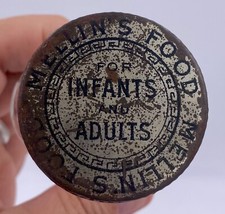 MELLIN'S FOOD
FOR
INFANTS
AND
ADULTS
MELLIN'S FOOD